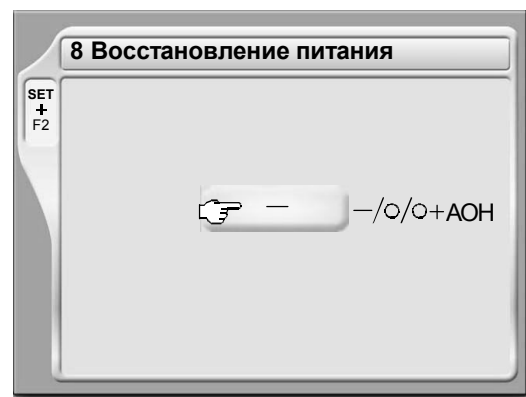 8 Восстановление питания
SET
+
F2
— —/○/○+АОН